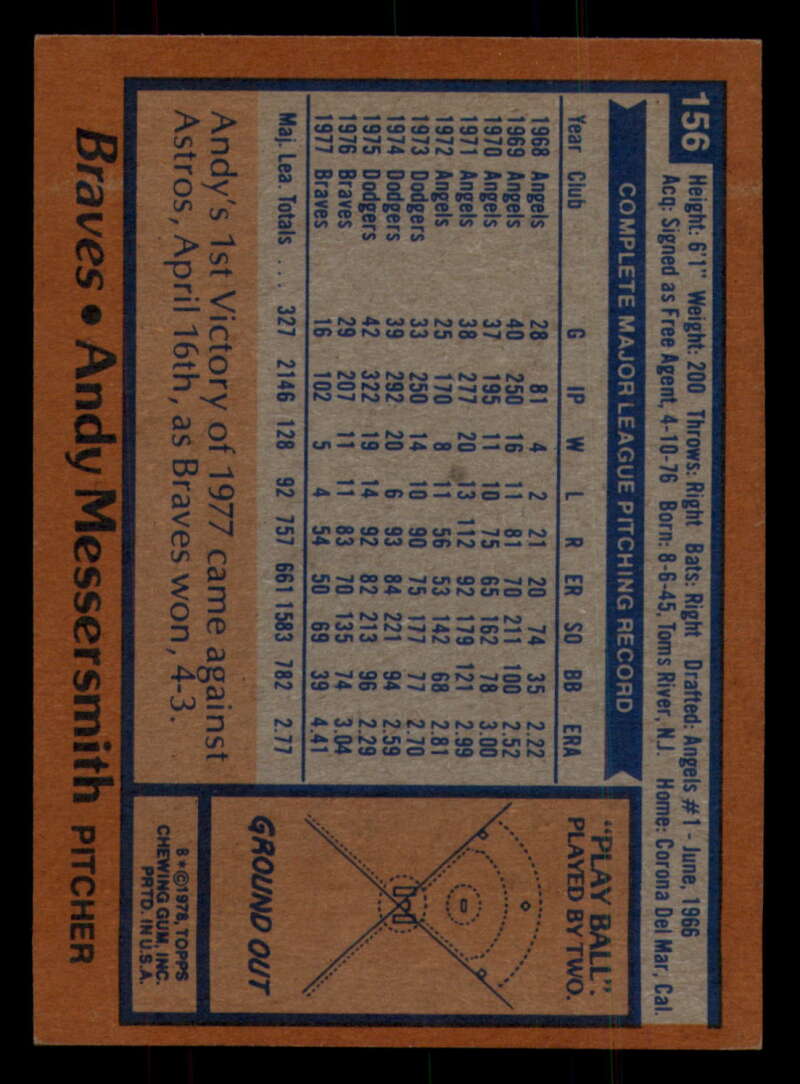 156
Height: 6'1" Weight: 200 Throws: Right Bats: Right Drafted: Angels #1 - June, 1966
Acq: Signed as Free Agent, 4-10-76 Born: 8-6-45, Toms River, N.J. Home: Corona Del Mar, Cal.
COMPLETE MAJOR LEAGUE PITCHING RECORD
Year Club G IP W L R ER SO BB ERA
1968 Angels 28 81 4 2 21 20 74 35 2.22
1969 Angels 40 250 16 11 81 70 211 100 2.52
1970 Angels 37 195 11 10 75 65 162 78 3.00
1971 Angels 38 277 20 13 112 92 179 121 2.99
1972 Angels 25 170 8 11 56 53 142 68 2.81
1973 Dodgers 33 250 14 10 90 75 177 77 2.70
1974 Dodgers 39 292 20 6 93 84 221 94 2.59
1975 Dodgers 42 322 19 14 92 82 213 96 2.29
1976 Braves 29 207 11 11 83 70 135 74 3.04
1977 Braves 16 102 5 4 54 50 69 39 4.41
Maj. Lea. Totals ... 327 2146 128 92 757 661 1583 782 2.77
Andy's 1st Victory of 1977 came against
Astros, April 16th, as Braves won, 4-3.
"PLAY BALL"
PLAYED BY TWO.
GROUND OUT
8*©1978, TOPPS
CHEWING GUM, INC.
PRTD. IN U.S.A.
Braves • Andy Messersmith PITCHER